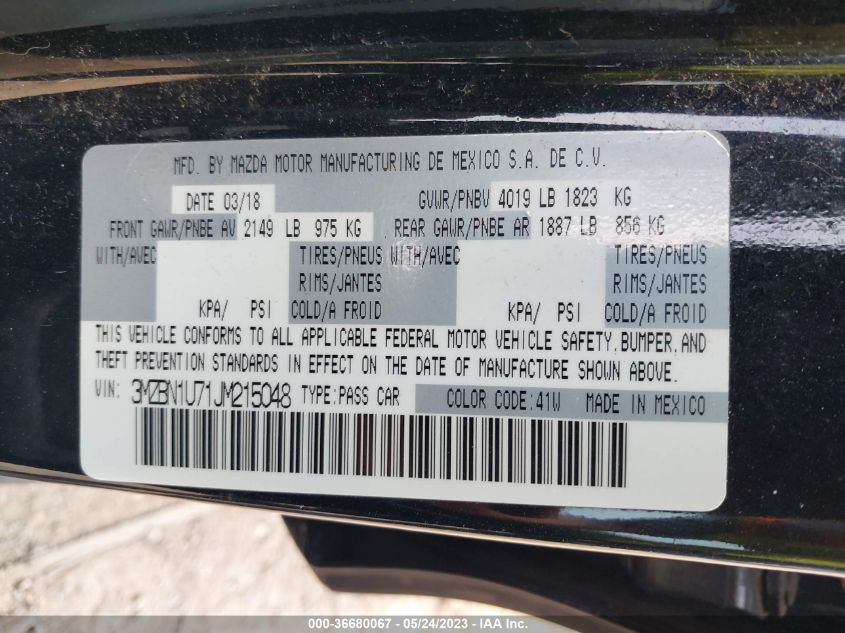 MFD. BY MAZDA MOTOR MANUFACTURING DE MEXICO S.A. DE C.V.
DATE 03/18 GVWR/PNBV 4019 LB 1823 KG
FRONT GAWR/PNBE AV 2149 LB 975 KG REAR GAWR/PNBE AR 1887 LB 856 KG
WITH/AVEC TIRES/PNEUS WITH/AVEC TIRES/PNEUS
RIMS/JANTES RIMS/JANTES
KPA/ PSI COLD/A FROID KPA/ PSI COLD/A FROID
THIS VEHICLE CONFORMS TO ALL APPLICABLE FEDERAL MOTOR VEHICLE SAFETY, BUMPER, AND
THEFT PREVENTION STANDARDS IN EFFECT ON THE DATE OF MANUFACTURE SHOWN ABOVE.
VIN: 3MZBN1U71JM215048 TYPE:PASS CAR COLOR CODE:41W MADE IN MEXICO
000-36680067 - 05/24/2023 - IAA Inc.